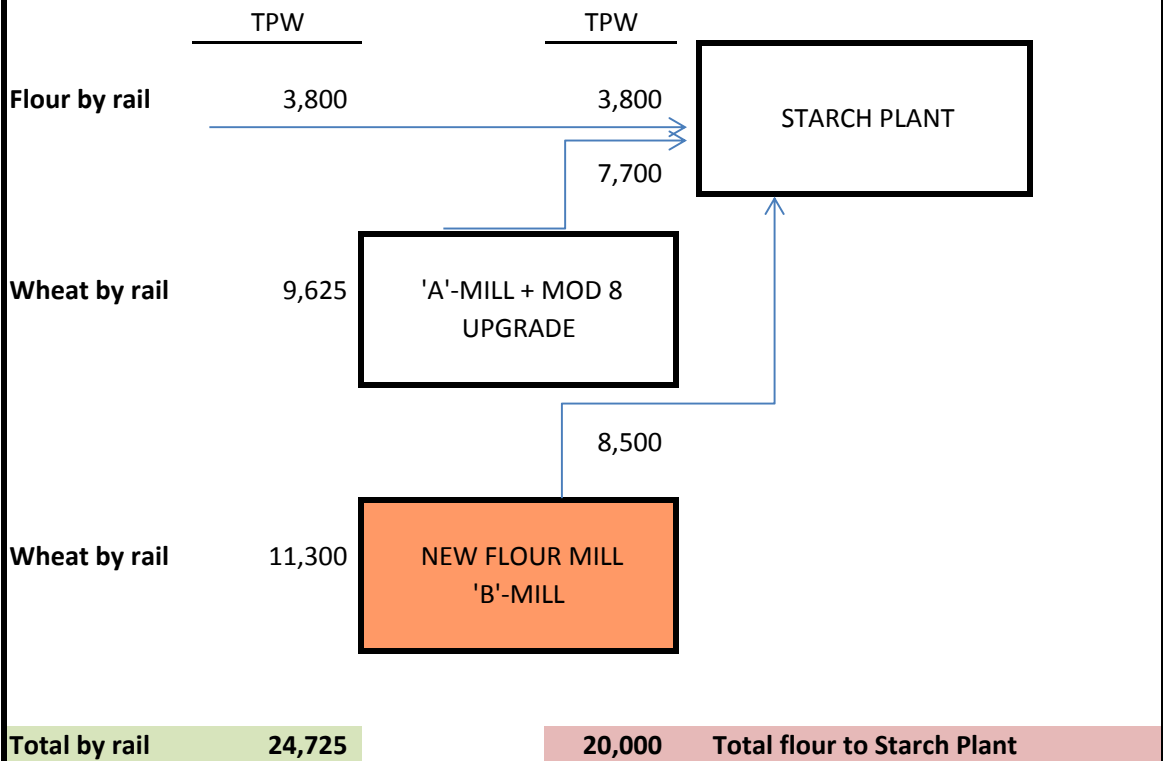 TPW TPW
Flour by rail 3,800 3,800
STARCH PLANT
7,700
Wheat by rail 9,625 'A'-MILL + MOD 8
UPGRADE
8,500
Wheat by rail 11,300 NEW FLOUR MILL
'B'-MILL
Total by rail 24,725 20,000 Total flour to Starch Plant